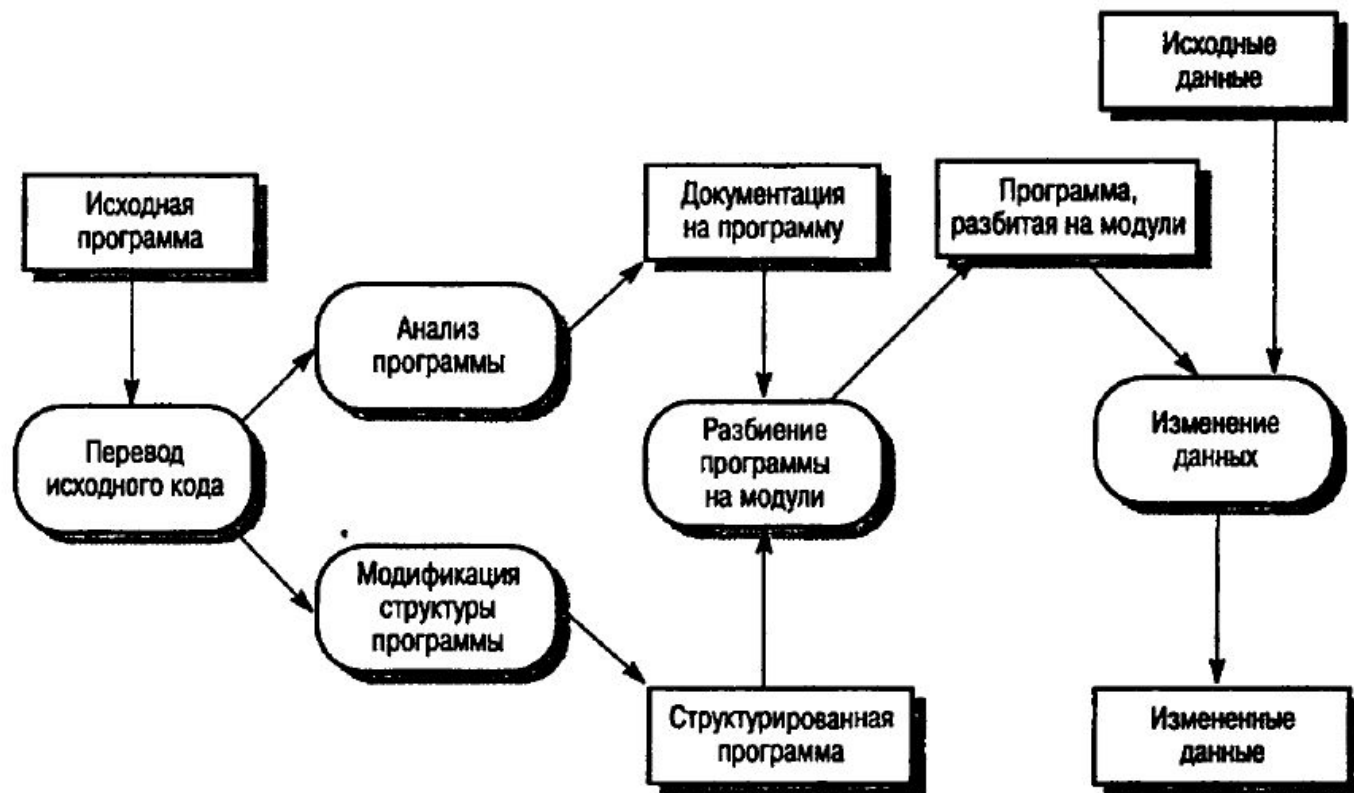 Исходные
данные
Исходная
программа
Документация
на программу
Программа,
разбитая на модули
Анализ
программы
Перевод
исходного кода
Разбиение
программы
на модули
Изменение
данных
Модификация
структуры
программы
Структурированная
программа
Измененные
данные